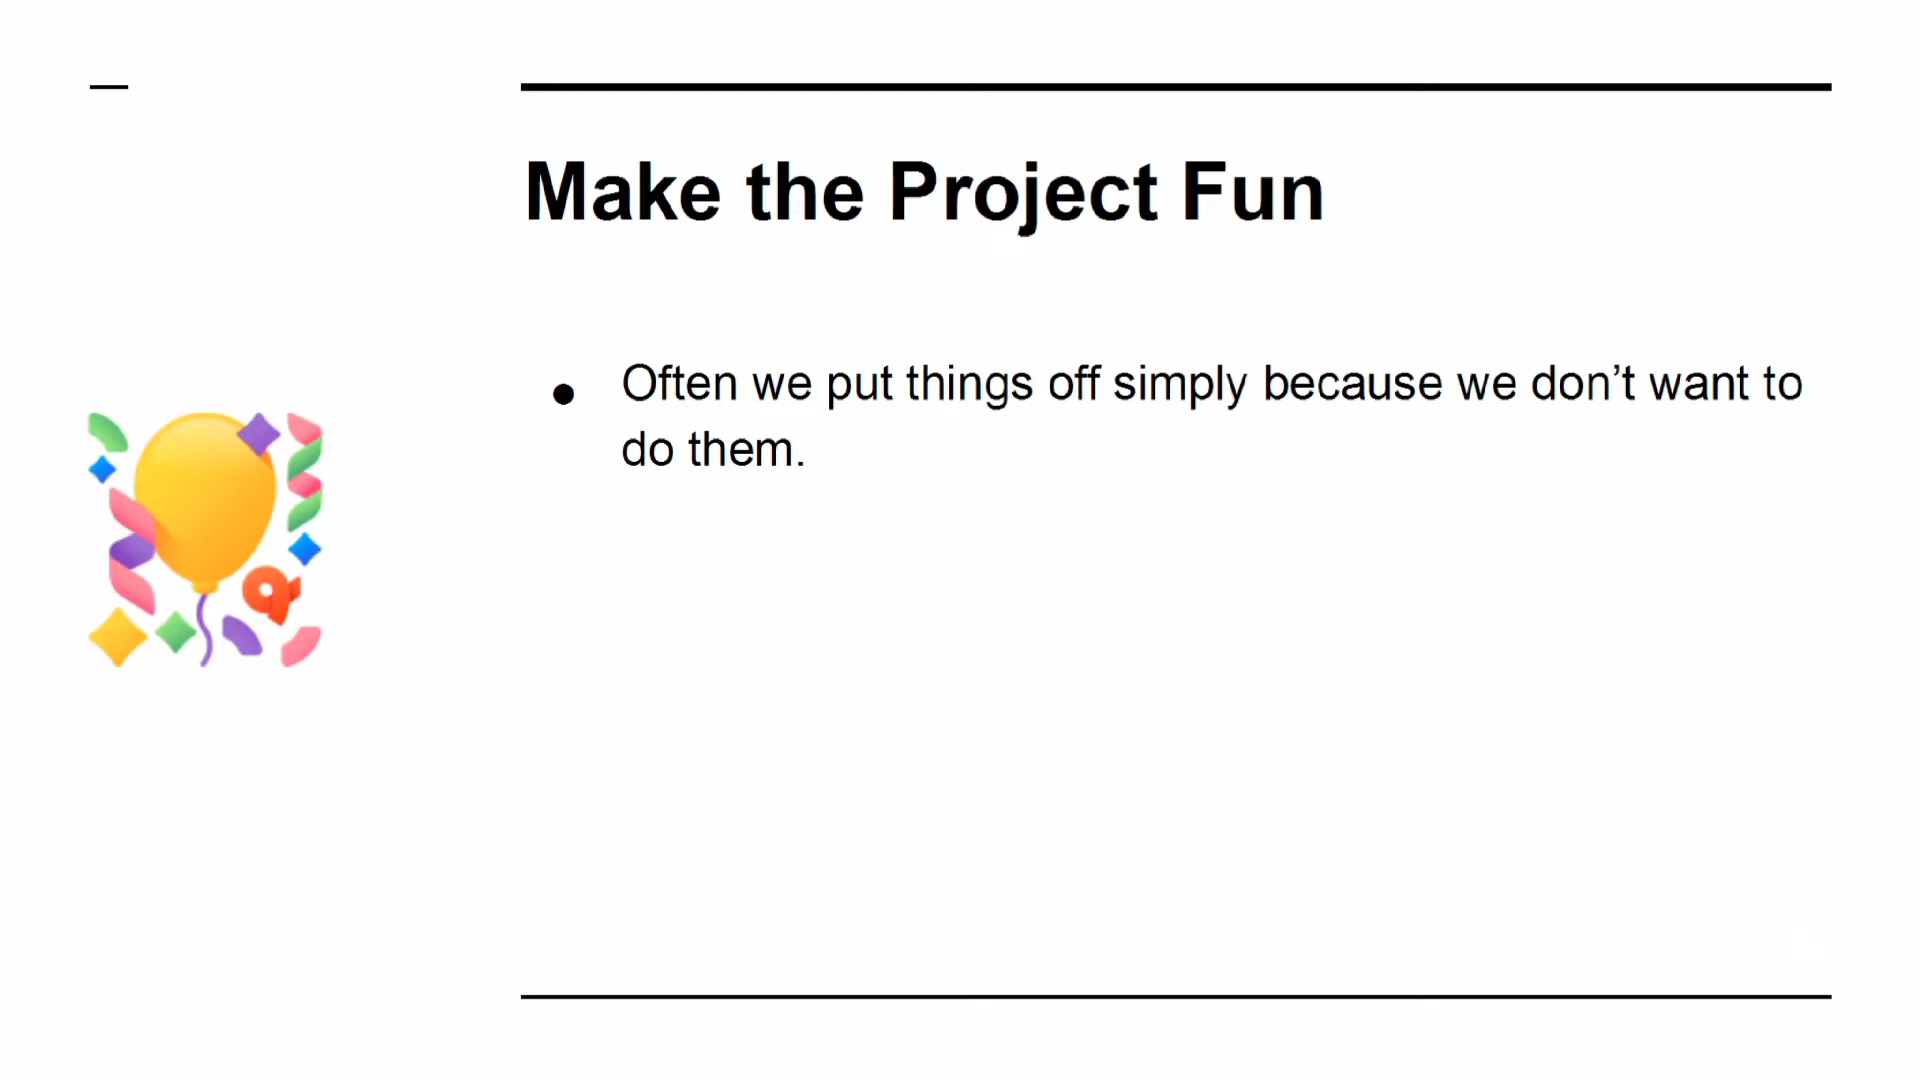 Make the Project Fun
● Often we put things off simply because we don’t want to
do them.